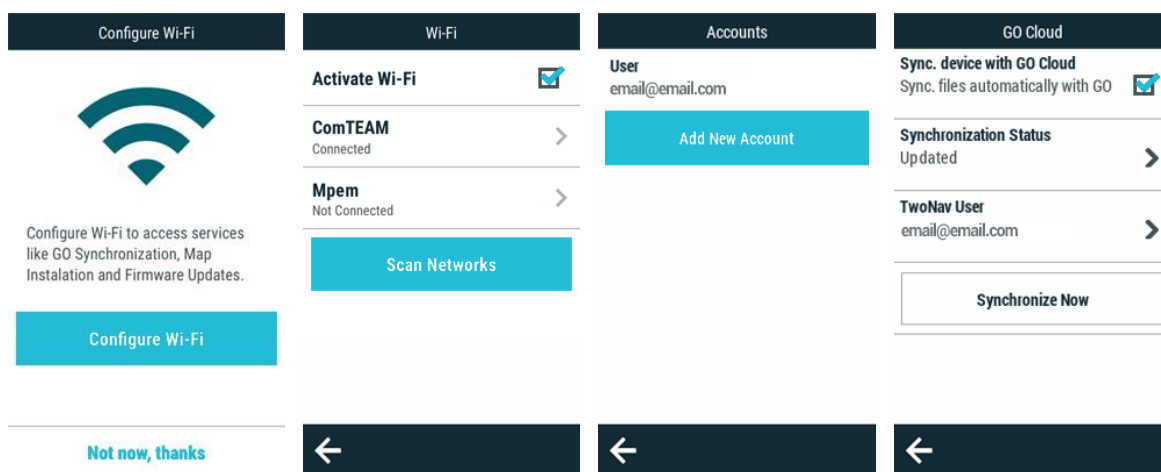 Configure Wi-Fi
Configure Wi-Fi to access services
like GO Synchronization, Map
Instalation and Firmware Updates.
Configure Wi-Fi
Not now, thanks
Wi-Fi
Activate Wi-Fi
ComTEAM
Connected
Mpem
Not Connected
Scan Networks
Accounts
User
email@email.com
Add New Account
GO Cloud
Sync. device with GO Cloud
Sync. files automatically with GO
Synchronization Status
Updated
TwoNav User
email@email.com
Synchronize Now